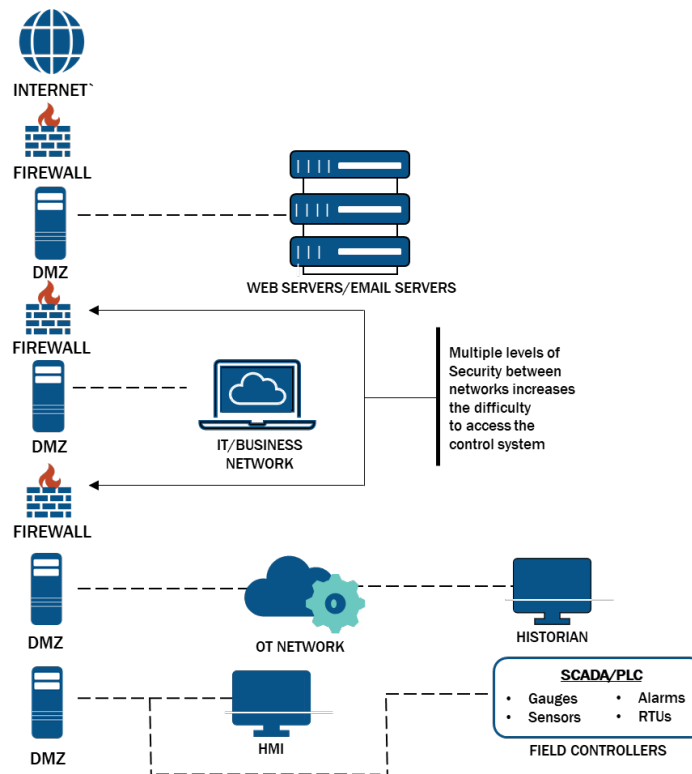 INTERNET`
FIREWALL
DMZ
WEB SERVERS/EMAIL SERVERS
FIREWALL
Multiple levels of
Security between
networks increases
the difficulty
to access the
control system
DMZ
IT/BUSINESS
NETWORK
FIREWALL
DMZ
OT NETWORK
HISTORIAN
SCADA/PLC
• Gauges • Alarms
• Sensors • RTUs
DMZ
HMI
FIELD CONTROLLERS